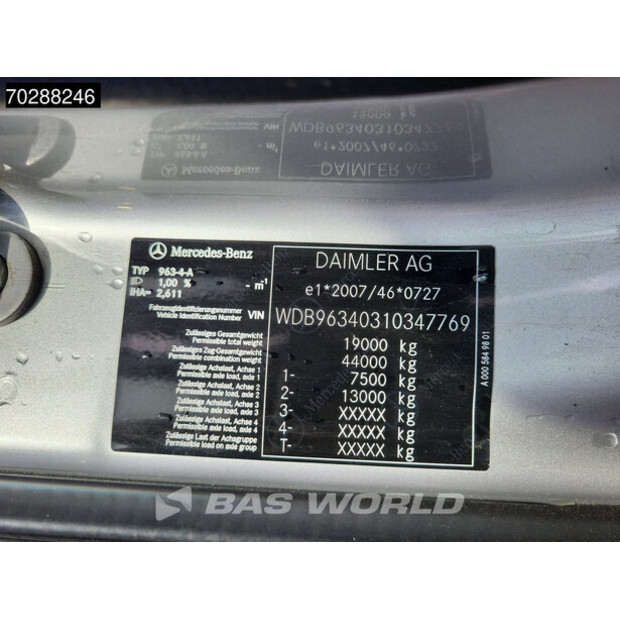 70288246
Mercedes-Benz
TYP 963-4-A
1,00 % - m⁻¹
iHA= 2,611
Fahrzeugidentifizierungsnummer
Vehicle Identification Number VIN
Zulässiges Gesamtgewicht
Permissible total weight
Zulässiges Zug-Gesamtgewicht
Permissible combination weight
Zulässige Achslast, Achse 1
Permissible axle load, axle 1
Zulässige Achslast, Achse 2
Permissible axle load, axle 2
Zulässige Achslast, Achse 3
Permissible axle load, axle 3
Zulässige Achslast, Achse 4
Permissible axle load, axle 4
Zulässige Last der Achsgruppe
Permissible load on axle group
DAIMLER AG
e1*2007/46*0727
WDB96340310347769
19000 kg
44000 kg
1- 7500 kg
2- 13000 kg
3- XXXXX kg
4- XXXXX kg
T- XXXXX kg
A 000 584 98 01
BAS WORLD